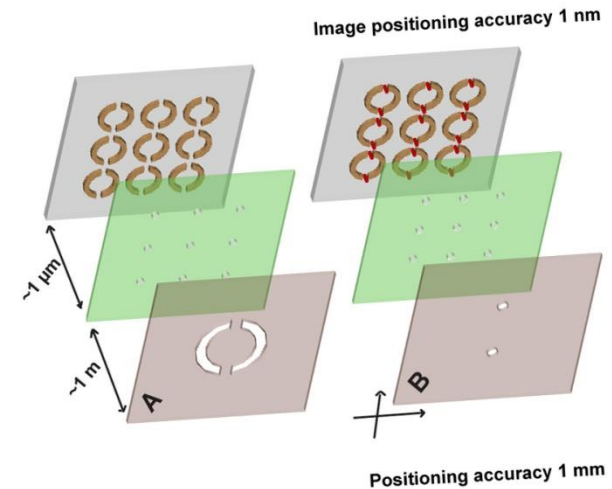 Image positioning accuracy 1 nm
~1 μm
~1 m
A
B
Positioning accuracy 1 mm